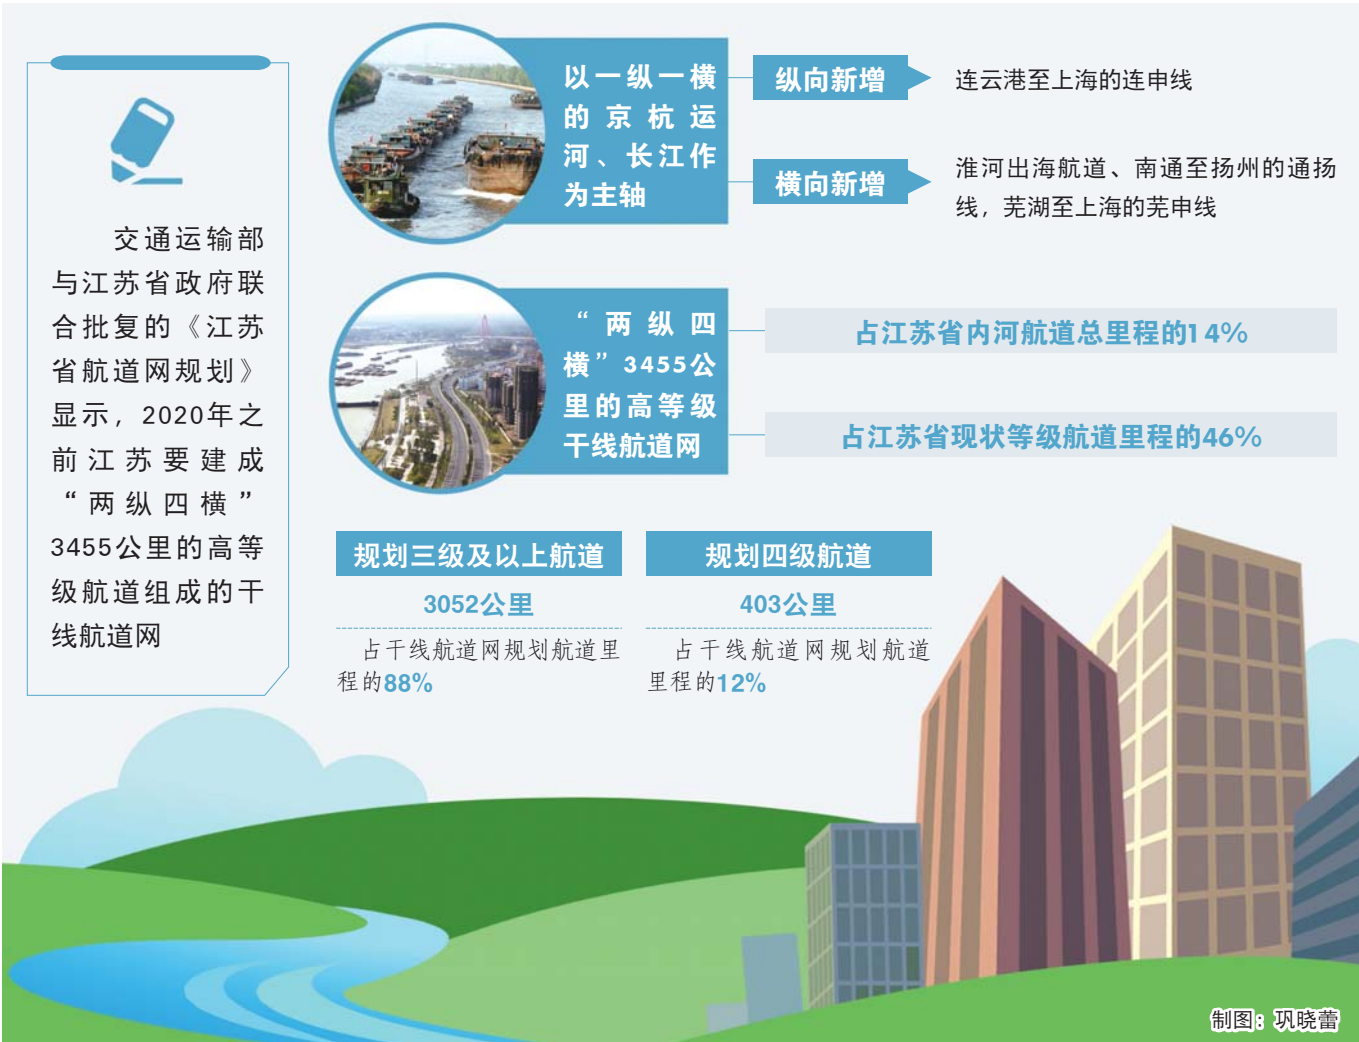 交通运输部
与江苏省政府联
合批复的《江苏
省航道网规划》
显示，2020年之
前江苏要建成
“两纵四横”
3455公里的高等
级航道组成的干
线航道网
以一纵一横
的京杭运
河、长江作
为主轴
纵向新增
连云港至上海的连申线
横向新增
淮河出海航道、南通至扬州的通扬
线，芜湖至上海的芜申线
“两纵四
横”3455公
里的高等级
干线航道网
占江苏省内河航道总里程的14%
占江苏省现状等级航道里程的46%
规划三级及以上航道
3052公里
占干线航道网规划航道里
程的88%
规划四级航道
403公里
占干线航道网规划航道
里程的12%
制图：巩晓蕾